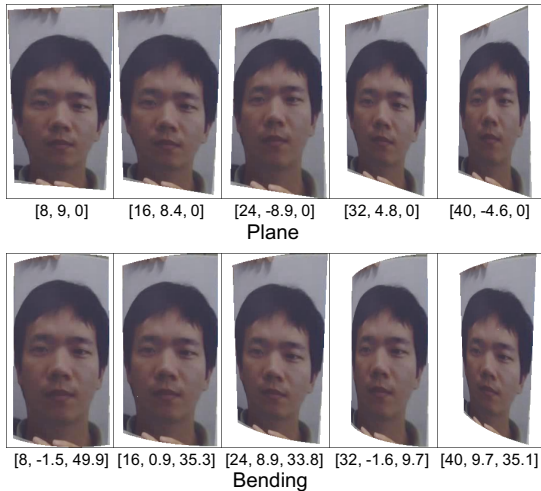 [8, 9, 0] [16, 8.4, 0] [24, -8.9, 0] [32, 4.8, 0] [40, -4.6, 0]
Plane
[8, -1.5, 49.9] [16, 0.9, 35.3] [24, 8.9, 33.8] [32, -1.6, 9.7] [40, 9.7, 35.1]
Bending